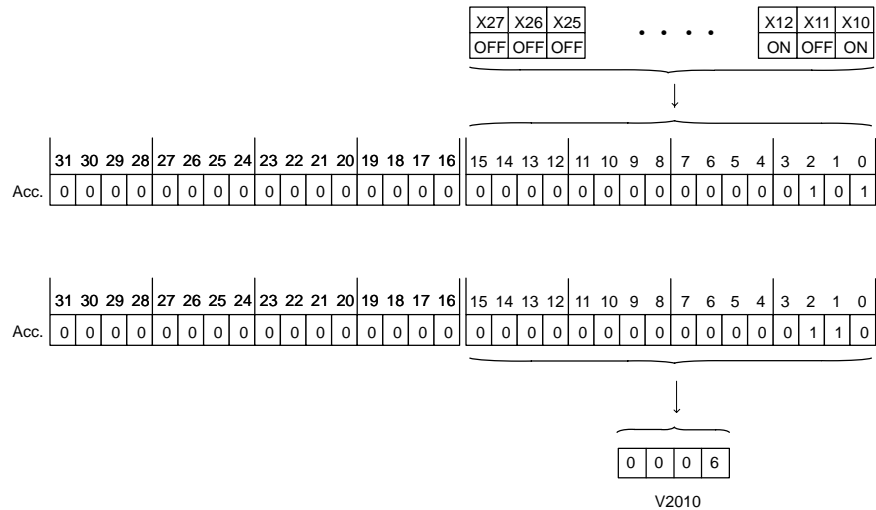 X27 X26 X25 X12 X11 X10
OFF OFF OFF . . . . ON OFF ON
31 30 29 28 27 26 25 24 23 22 21 20 19 18 17 16 15 14 13 12 11 10 9 8 7 6 5 4 3 2 1 0
Acc. 0 0 0 0 0 0 0 0 0 0 0 0 0 0 0 0 0 0 0 0 0 0 0 0 0 0 0 0 0 1 0 1
31 30 29 28 27 26 25 24 23 22 21 20 19 18 17 16 15 14 13 12 11 10 9 8 7 6 5 4 3 2 1 0
Acc. 0 0 0 0 0 0 0 0 0 0 0 0 0 0 0 0 0 0 0 0 0 0 0 0 0 0 0 0 0 1 1 0
0 0 0 6
V2010